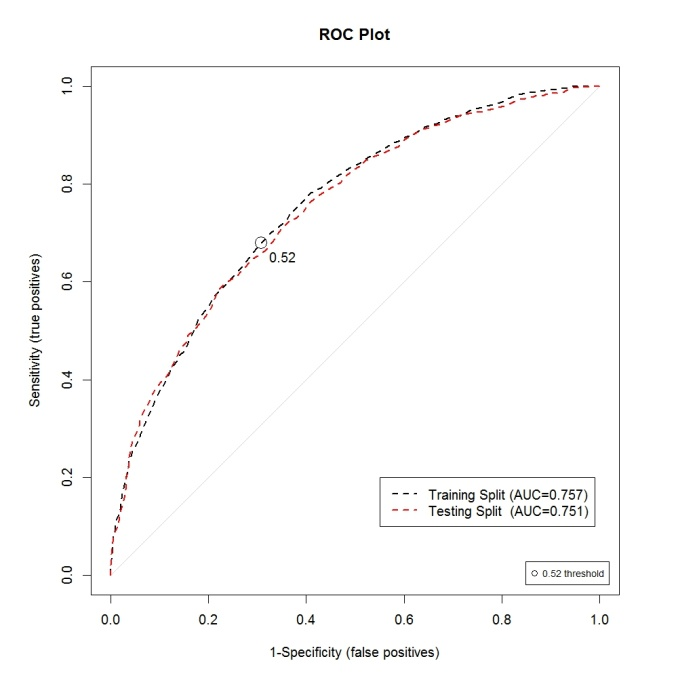 ROC Plot
Sensitivity (true positives)
1.0
0.8
0.6
0.4
0.2
0.0
0.52
Training Split (AUC=0.757)
Testing Split (AUC=0.751)
0.52 threshold
0.0 0.2 0.4 0.6 0.8 1.0
1-Specificity (false positives)